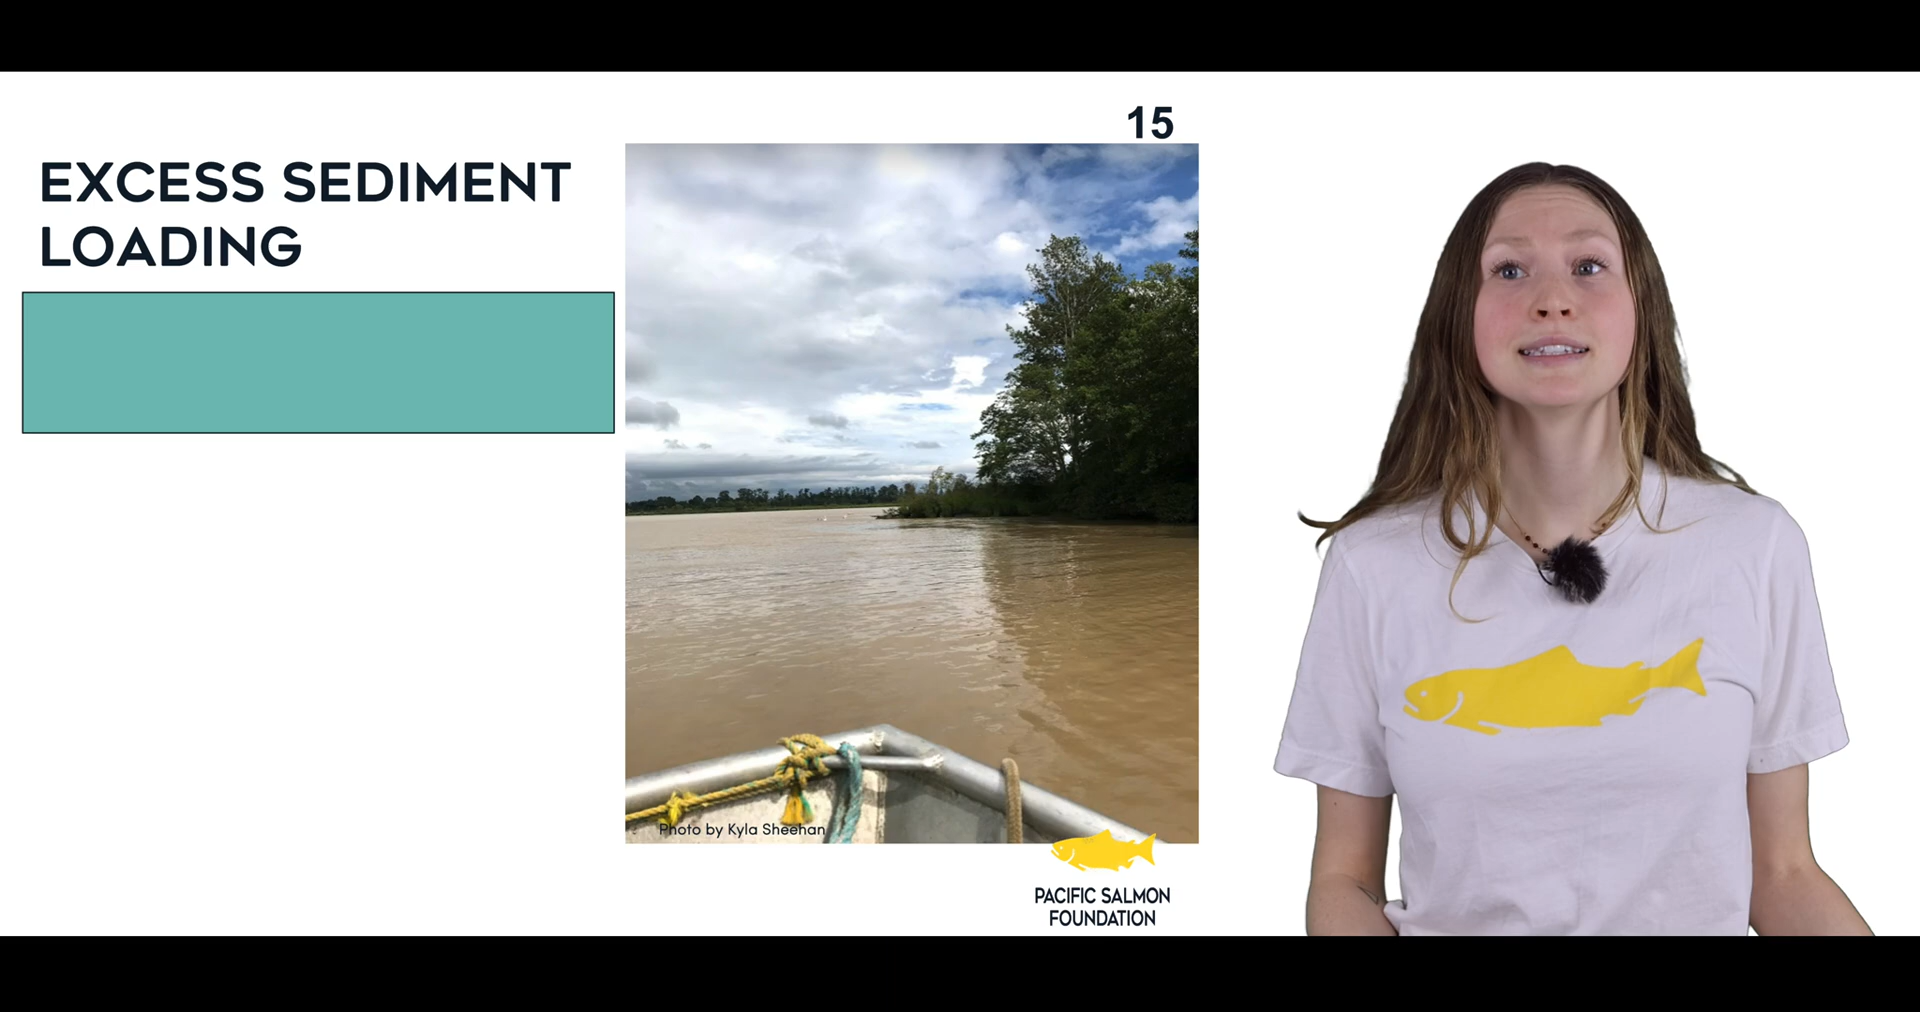 15
EXCESS SEDIMENT
LOADING
Photo by Kyla Sheehan
PACIFIC SALMON
FOUNDATION